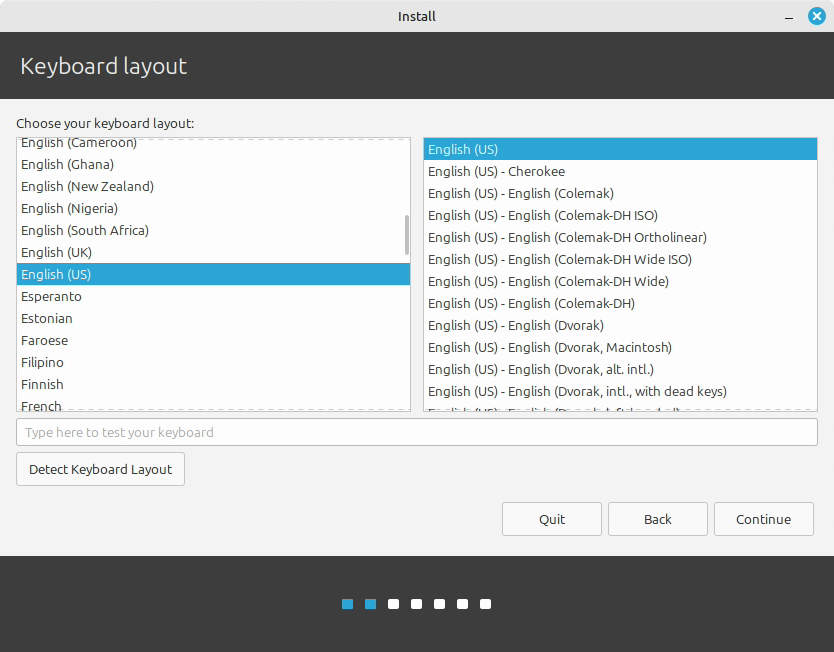 Install
Keyboard layout
Choose your keyboard layout:
English (Cameroon)
English (Ghana)
English (New Zealand)
English (Nigeria)
English (South Africa)
English (UK)
English (US)
Esperanto
Estonian
Faroese
Filipino
Finnish
French
English (US)
English (US) - Cherokee
English (US) - English (Colemak)
English (US) - English (Colemak-DH ISO)
English (US) - English (Colemak-DH Ortholinear)
English (US) - English (Colemak-DH Wide ISO)
English (US) - English (Colemak-DH Wide)
English (US) - English (Colemak-DH)
English (US) - English (Dvorak)
English (US) - English (Dvorak, Macintosh)
English (US) - English (Dvorak, alt. intl.)
English (US) - English (Dvorak, intl., with dead keys)
English (US) - English (Dvorak,
Type here to test your keyboard
Detect Keyboard Layout
Quit
Back
Continue